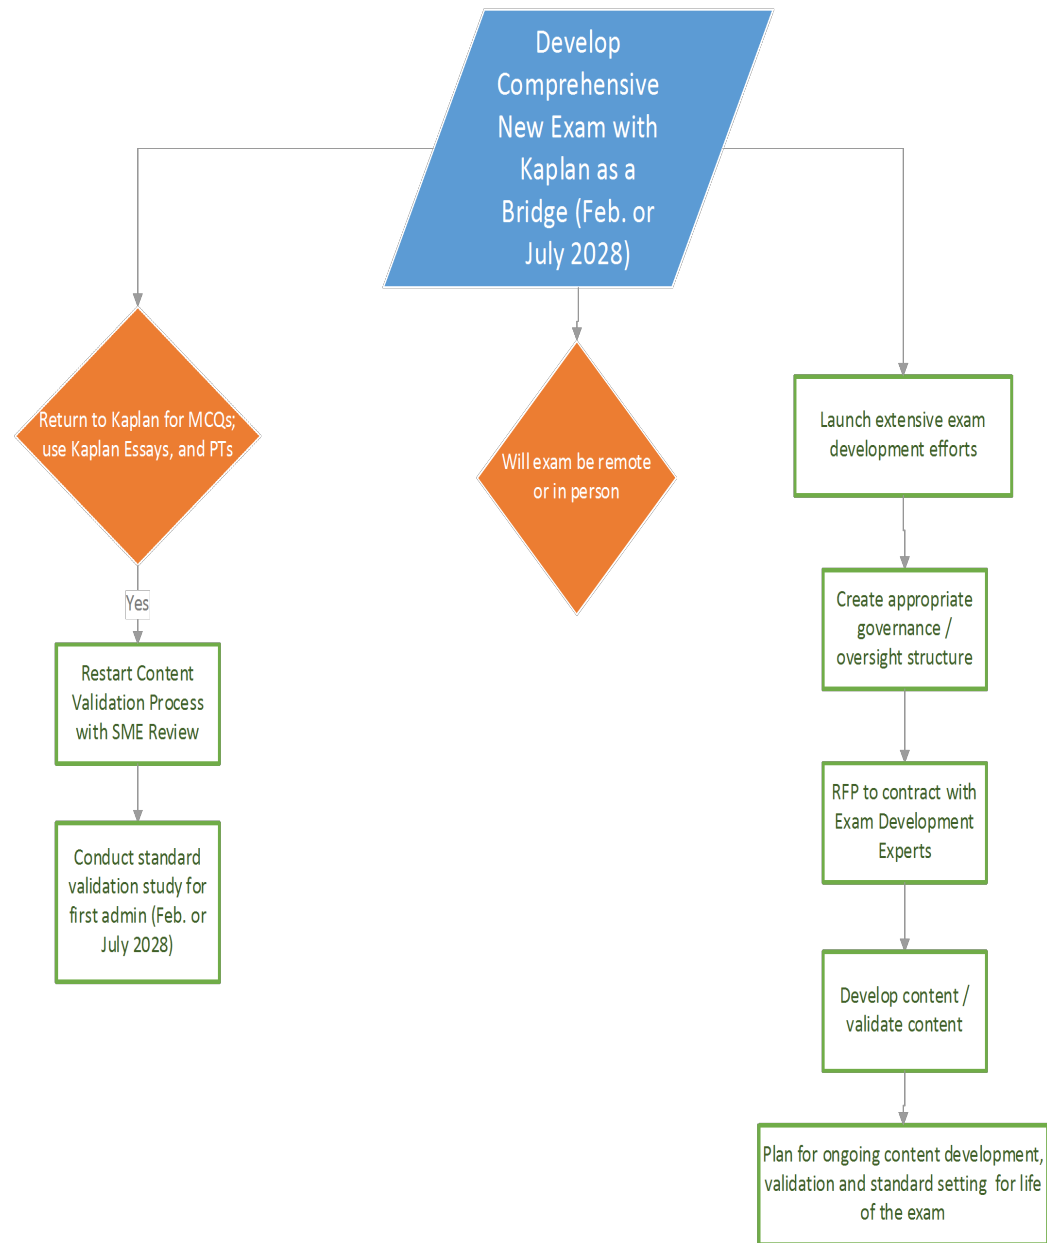 Develop
Comprehensive
New Exam with
Kaplan as a
Bridge (Feb. or
July 2028)
Return to Kaplan for MCQs;
use Kaplan Essays, and PTs
Will exam be remote
or in person
Launch extensive exam
development efforts
Yes
Restart Content
Validation Process
with SME Review
Conduct standard
validation study for
first admin (Feb. or
July 2028)
Create appropriate
governance /
oversight structure
RFP to contract with
Exam Development
Experts
Develop content /
validate content
Plan for ongoing content development,
validation and standard setting for life
of the exam